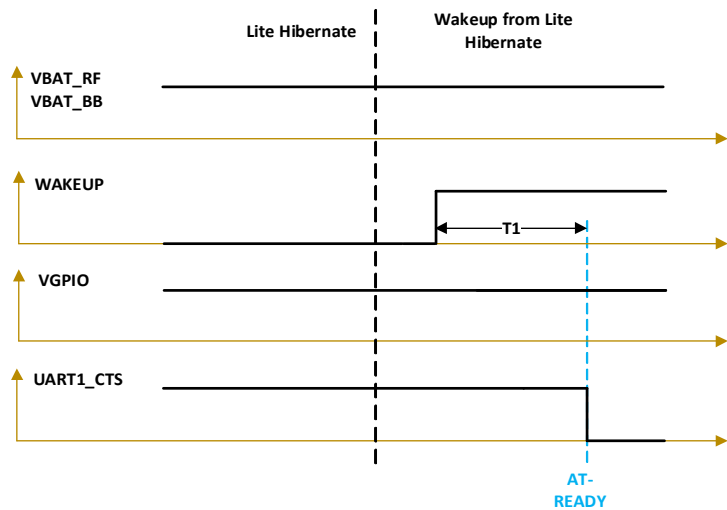 Lite Hibernate
Wakeup from Lite
Hibernate
VBAT_RF
VBAT_BB
WAKEUP
T1
VGPIO
UART1_CTS
AT-
READY